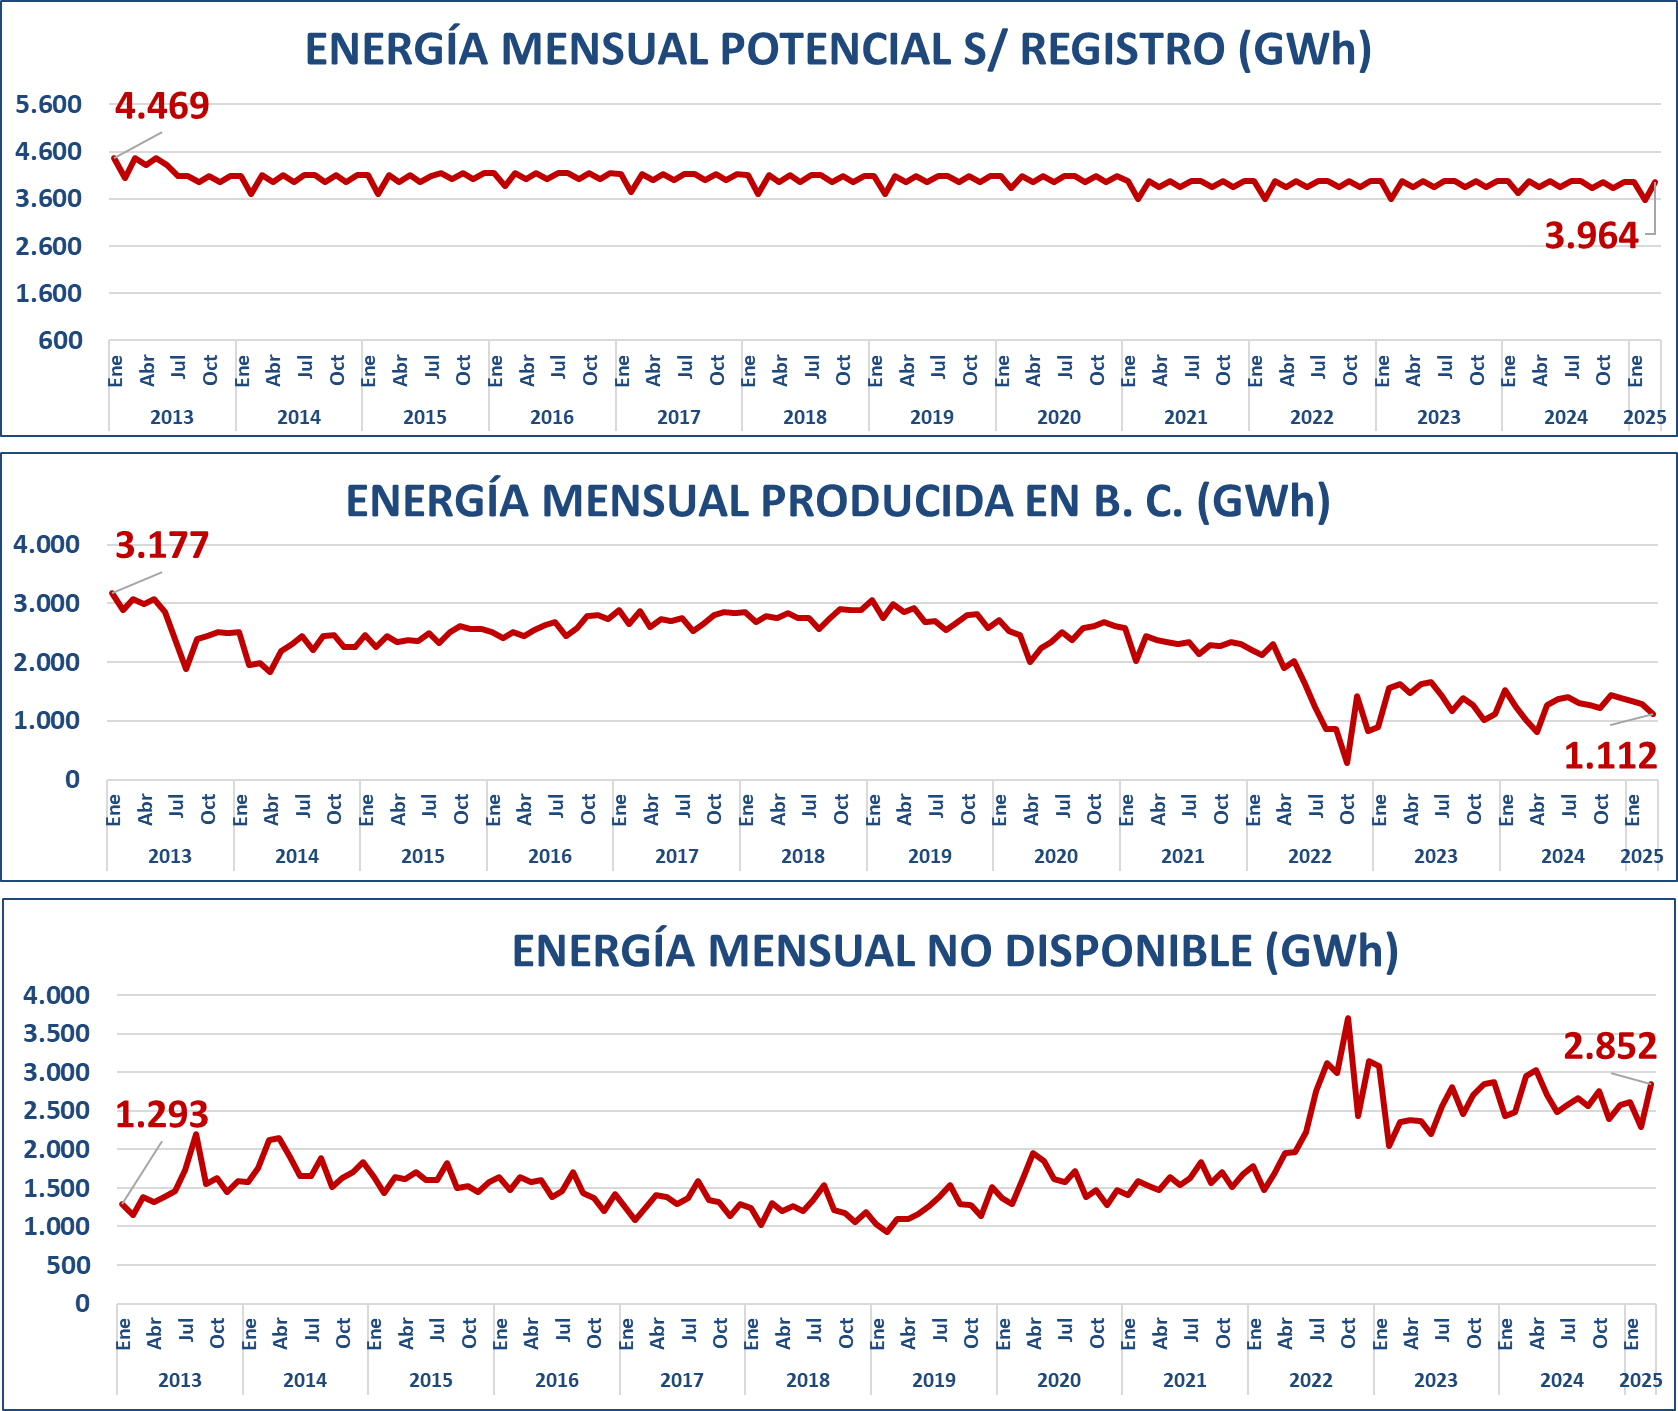 ENERGÍA MENSUAL POTENCIAL S/ REGISTRO (GWh)
5.600
4.469
4.600
3.600
3.964
2.600
1.600
600
Ene Abr Jul Oct Ene Abr Jul Oct Ene Abr Jul Oct Ene Abr Jul Oct Ene Abr Jul Oct Ene Abr Jul Oct Ene Abr Jul Oct Ene Abr Jul Oct Ene Abr Jul Oct Ene Abr Jul Oct Ene Abr Jul Oct Ene Abr Jul Oct Ene
2013 2014 2015 2016 2017 2018 2019 2020 2021 2022 2023 2024 2025
ENERGÍA MENSUAL PRODUCIDA EN B. C. (GWh)
4.000
3.177
3.000
2.000
1.000
1.112
0
Ene Abr Jul Oct Ene Abr Jul Oct Ene Abr Jul Oct Ene Abr Jul Oct Ene Abr Jul Oct Ene Abr Jul Oct Ene Abr Jul Oct Ene Abr Jul Oct Ene Abr Jul Oct Ene Abr Jul Oct Ene Abr Jul Oct Ene Abr Jul Oct Ene
2013 2014 2015 2016 2017 2018 2019 2020 2021 2022 2023 2024 2025
ENERGÍA MENSUAL NO DISPONIBLE (GWh)
4.000
3.500
2.852
3.000
2.500
1.293
2.000
1.500
1.000
500
0
Ene Abr Jul Oct Ene Abr Jul Oct Ene Abr Jul Oct Ene Abr Jul Oct Ene Abr Jul Oct Ene Abr Jul Oct Ene Abr Jul Oct Ene Abr Jul Oct Ene Abr Jul Oct Ene Abr Jul Oct Ene Abr Jul Oct Ene Abr Jul Oct Ene
2013 2014 2015 2016 2017 2018 2019 2020 2021 2022 2023 2024 2025